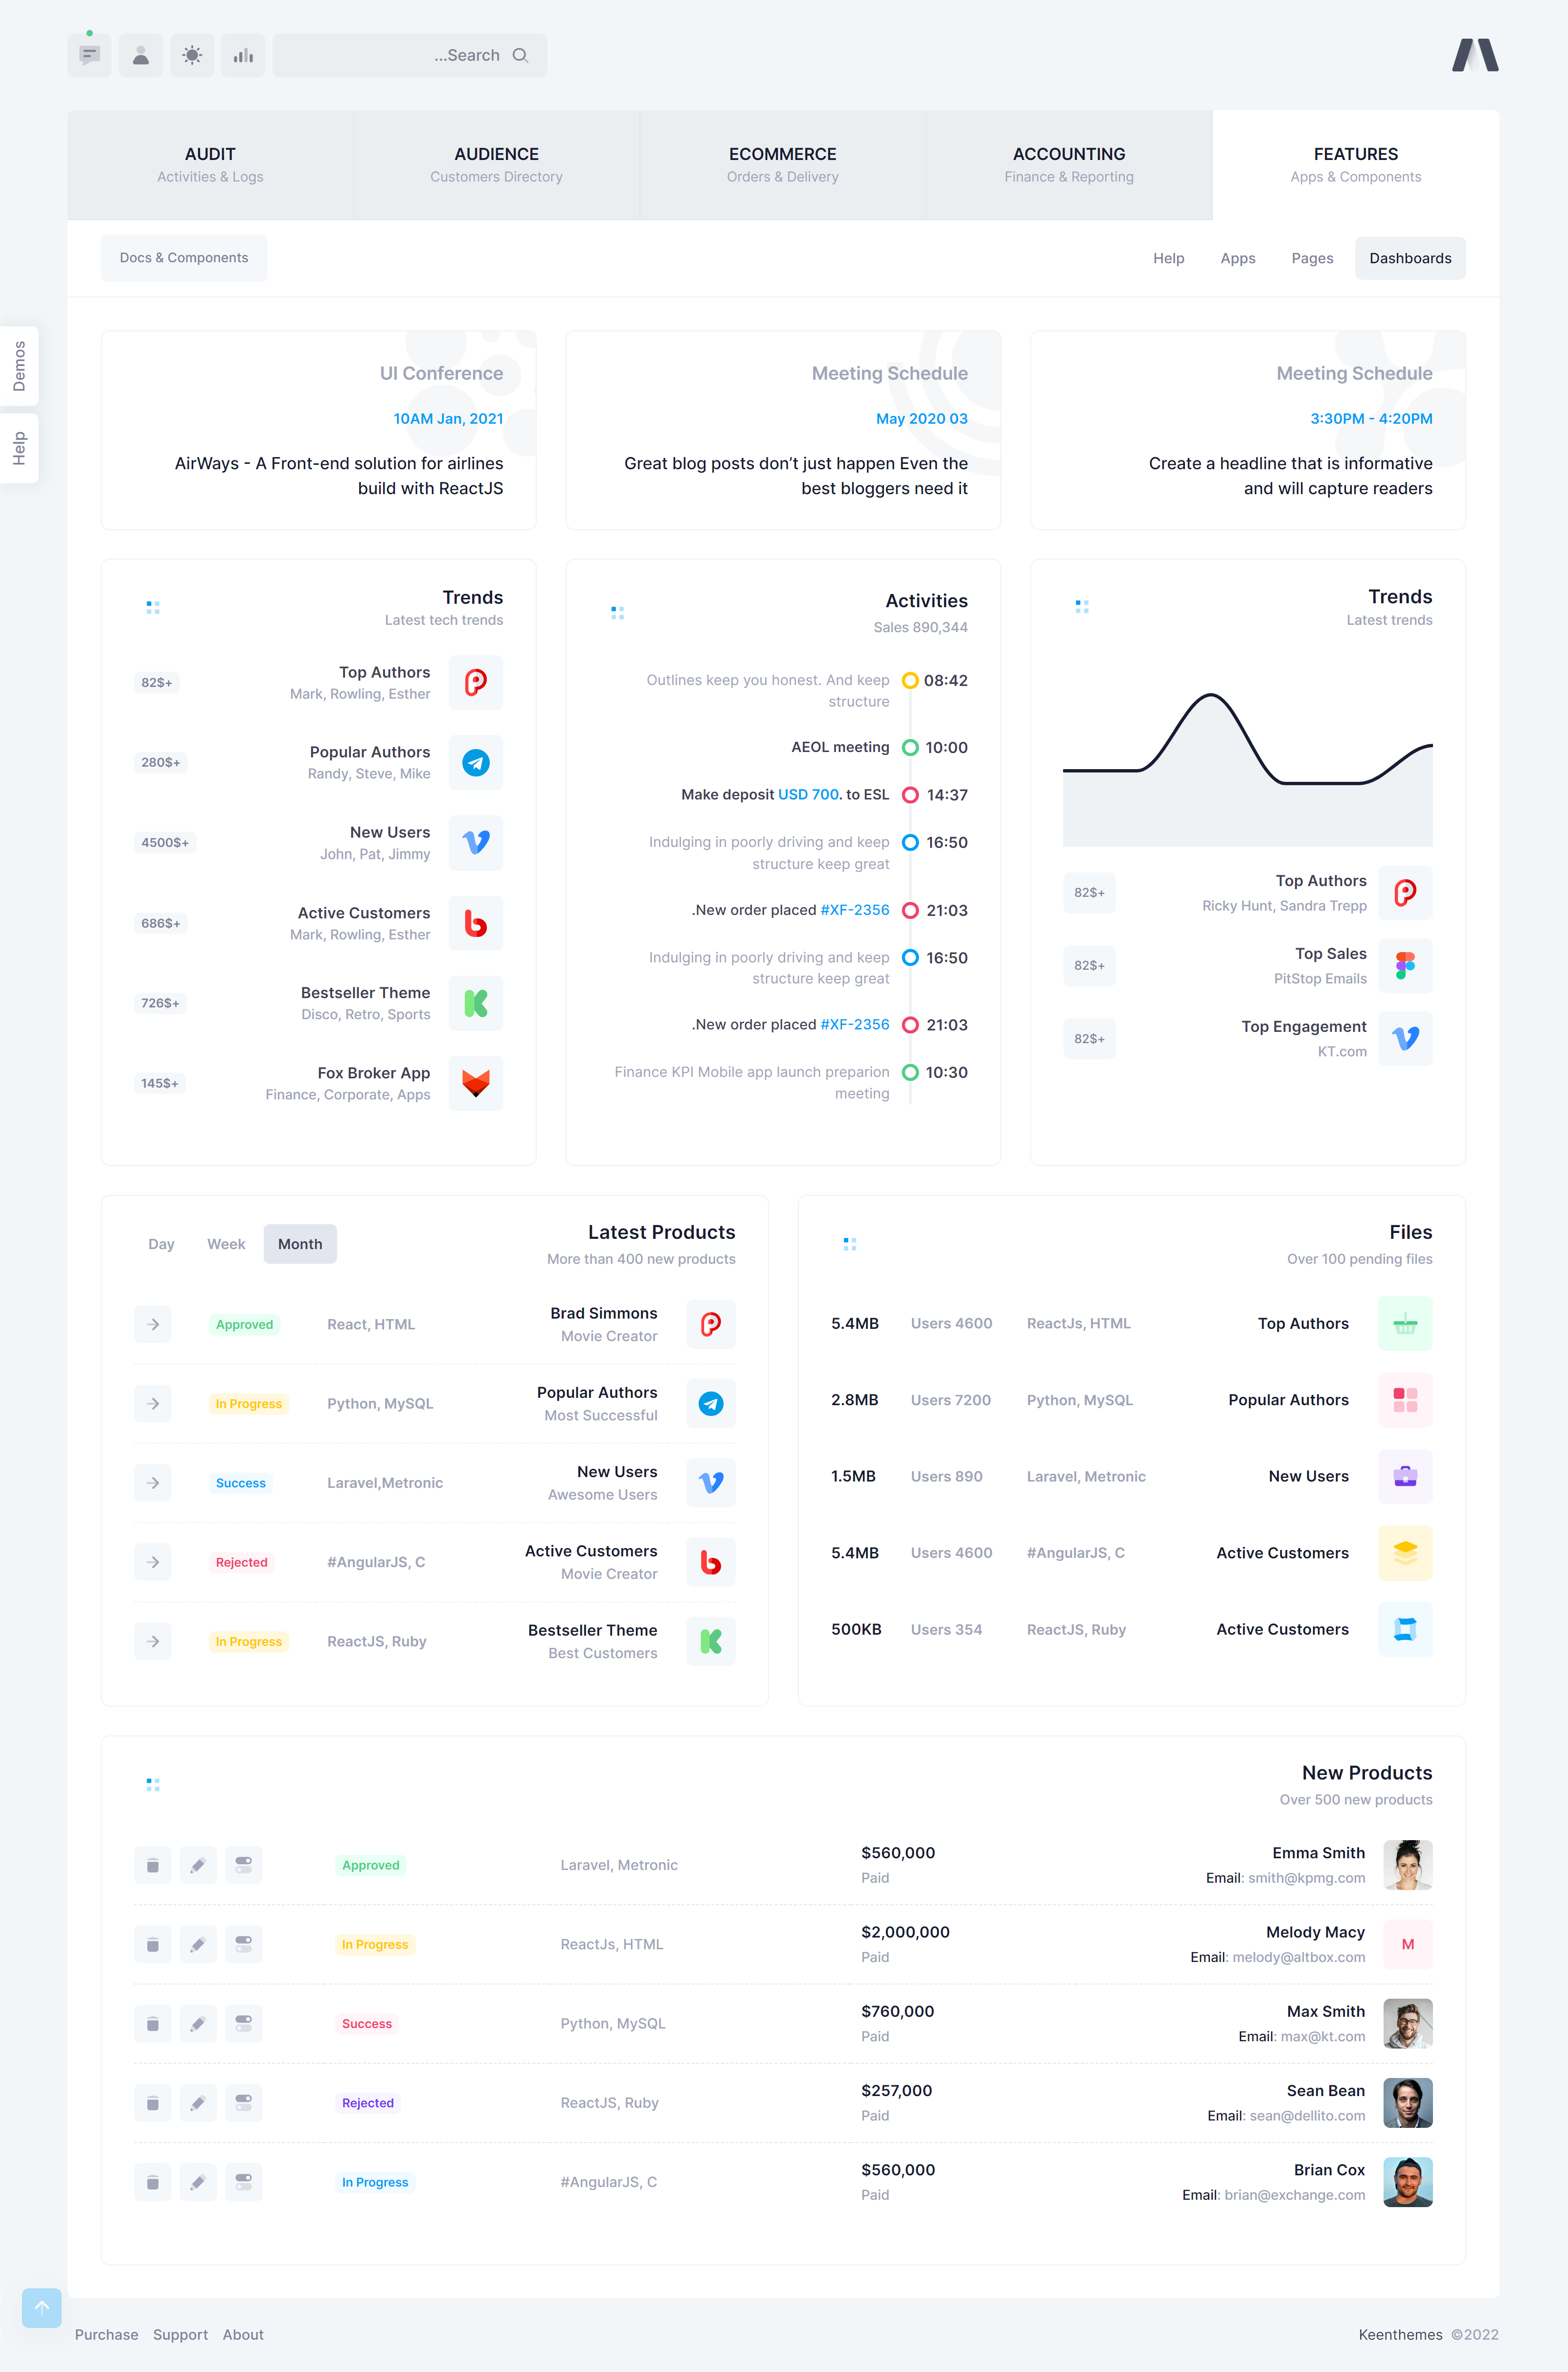 Search...
FEATURES
Apps & Components
ACCOUNTING
Finance & Reporting
ECOMMERCE
Orders & Delivery
AUDIENCE
Customers Directory
AUDIT
Activities & Logs
Dashboards
Pages
Apps
Help
Docs & Components
Demos
Help
Meeting Schedule
3:30PM - 4:20PM
Create a headline that is informative
and will capture readers
Meeting Schedule
May 2020 03
Great blog posts don’t just happen Even the
best bloggers need it
UI Conference
10AM Jan, 2021
AirWays - A Front-end solution for airlines
build with ReactJS
Trends
Latest trends
Top Authors
Ricky Hunt, Sandra Trepp
82$+
Top Sales
PitStop Emails
82$+
Top Engagement
KT.com
82$+
Activities
Sales 890,344
08:42
Outlines keep you honest. And keep
structure
10:00
AEOL meeting
14:37
Make deposit USD 700. to ESL
16:50
Indulging in poorly driving and keep
structure keep great
21:03
.New order placed #XF-2356
16:50
Indulging in poorly driving and keep
structure keep great
21:03
.New order placed #XF-2356
10:30
Finance KPI Mobile app launch preparion
meeting
Trends
Latest tech trends
Top Authors
Mark, Rowling, Esther
82$+
Popular Authors
Randy, Steve, Mike
280$+
New Users
John, Pat, Jimmy
4500$+
Active Customers
Mark, Rowling, Esther
686$+
Bestseller Theme
Disco, Retro, Sports
726$+
Fox Broker App
Finance, Corporate, Apps
145$+
Files
Over 100 pending files
Top Authors
ReactJs, HTML
Users 4600
5.4MB
Popular Authors
Python, MySQL
Users 7200
2.8MB
New Users
Laravel, Metronic
Users 890
1.5MB
Active Customers
#AngularJS, C
Users 4600
5.4MB
Active Customers
ReactJS, Ruby
Users 354
500KB
Latest Products
More than 400 new products
Month
Week
Day
Brad Simmons
Movie Creator
React, HTML
Approved
Popular Authors
Most Successful
Python, MySQL
In Progress
New Users
Awesome Users
Laravel,Metronic
Success
Active Customers
Movie Creator
#AngularJS, C
Rejected
Bestseller Theme
Best Customers
ReactJS, Ruby
In Progress
New Products
Over 500 new products
Emma Smith
Email: smith@kpmg.com
$560,000
Paid
Laravel, Metronic
Approved
M
Melody Macy
Email: melody@altbox.com
$2,000,000
Paid
ReactJs, HTML
In Progress
Max Smith
Email: max@kt.com
$760,000
Paid
Python, MySQL
Success
Sean Bean
Email: sean@dellito.com
$257,000
Paid
ReactJS, Ruby
Rejected
Brian Cox
Email: brian@exchange.com
$560,000
Paid
#AngularJS, C
In Progress
Keenthemes ©2022
Purchase Support About